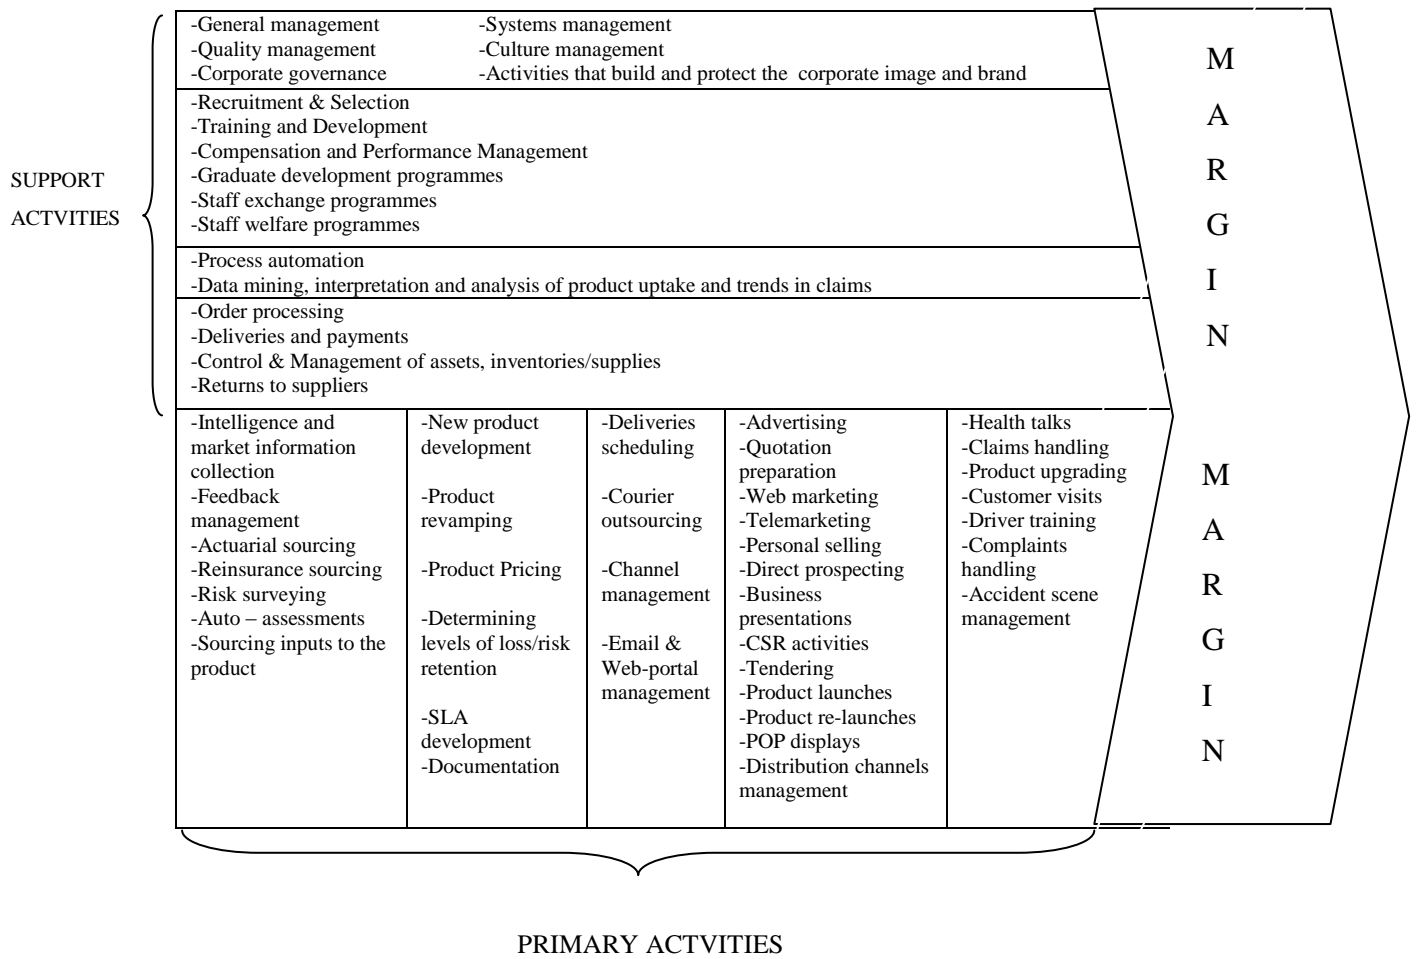 -General management
-Systems management
-Quality management
-Culture management
-Corporate governance
-Activities that build and protect the corporate image and brand
-Recruitment & Selection
-Training and Development
-Compensation and Performance Management
-Graduate development programmes
-Staff exchange programmes
-Staff welfare programmes
SUPPORT
ACTVITIES
-Process automation
-Data mining, interpretation and analysis of product uptake and trends in claims
-Order processing
-Deliveries and payments
-Control & Management of assets, inventories/supplies
-Returns to suppliers
-Intelligence and
market information
collection
-Feedback
management
-Actuarial sourcing
-Reinsurance sourcing
-Risk surveying
-Auto – assessments
-Sourcing inputs to the
product
-New product
development
-Product
revamping
-Product Pricing
-Determining
levels of loss/risk
retention
-SLA
development
-Documentation
-Deliveries
scheduling
-Courier
outsourcing
-Channel
management
-Email &
Web-portal
management
-Advertising
-Quotation
preparation
-Web marketing
-Telemarketing
-Personal selling
-Direct prospecting
-Business
presentations
-CSR activities
-Tendering
-Product launches
-Product re-launches
-POP displays
-Distribution channels
management
-Health talks
-Claims handling
-Product upgrading
-Customer visits
-Driver training
-Complaints
handling
-Accident scene
management
M
A
R
G
I
N
M
A
R
G
I
N
PRIMARY ACTVITIES